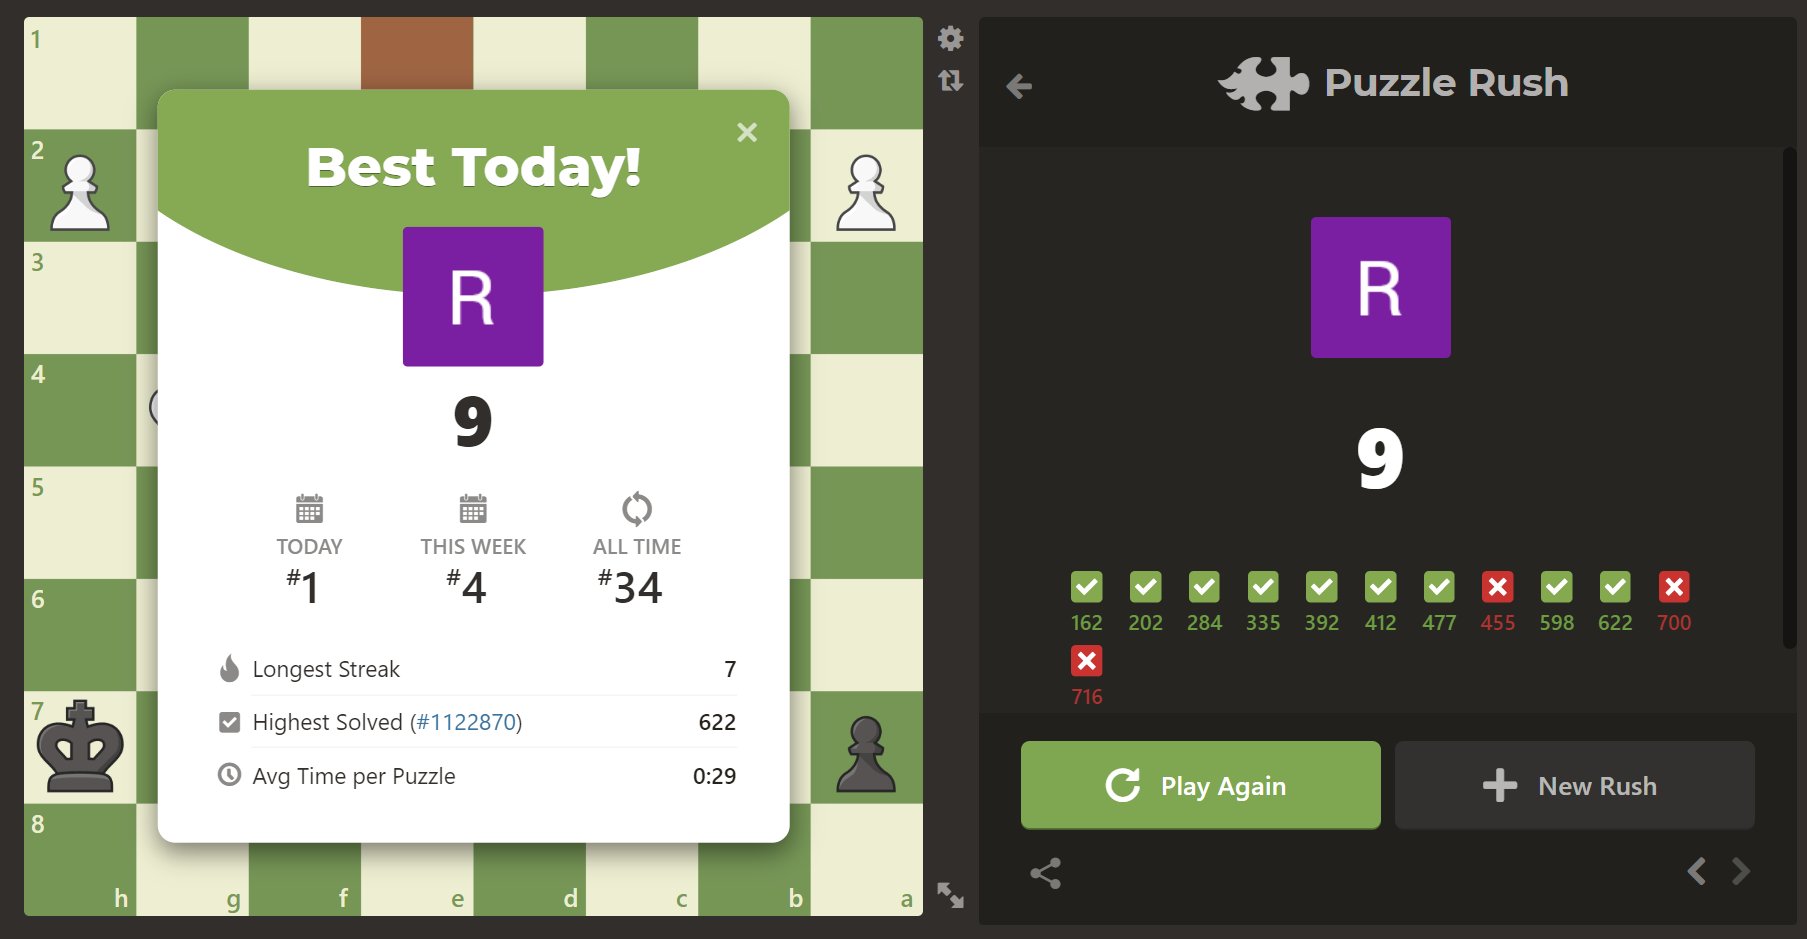 1
2
3
4
5
6
7
8
h g f e d c b a
Best Today!
R
9
TODAY THIS WEEK ALL TIME
#1 #4 #34
Longest Streak 7
Highest Solved (#1122870) 622
Avg Time per Puzzle 0:29
Puzzle Rush
R
9
162 202 284 335 392 412 477 455 598 622 700
716
Play Again New Rush